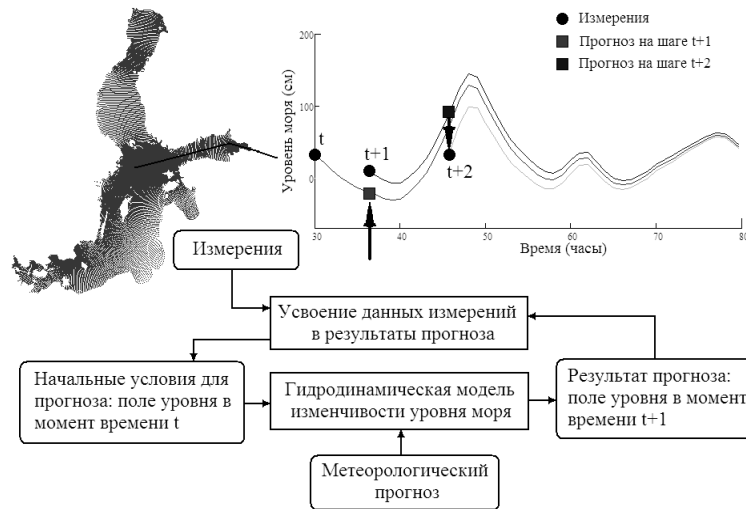 Измерения
Прогноз на шаге t+1
Прогноз на шаге t+2
Уровень моря (см)
200
100
0
t
t+1
t+2
30
40
50
60
70
80
Время (часы)
Измерения
Усвоение данных измерений
в результаты прогноза
Начальные условия для
прогноза: поле уровня в
момент времени t
Гидродинамическая модель
изменчивости уровня моря
Результат прогноза:
поле уровня в момент
времени t+1
Метеорологический
прогноз